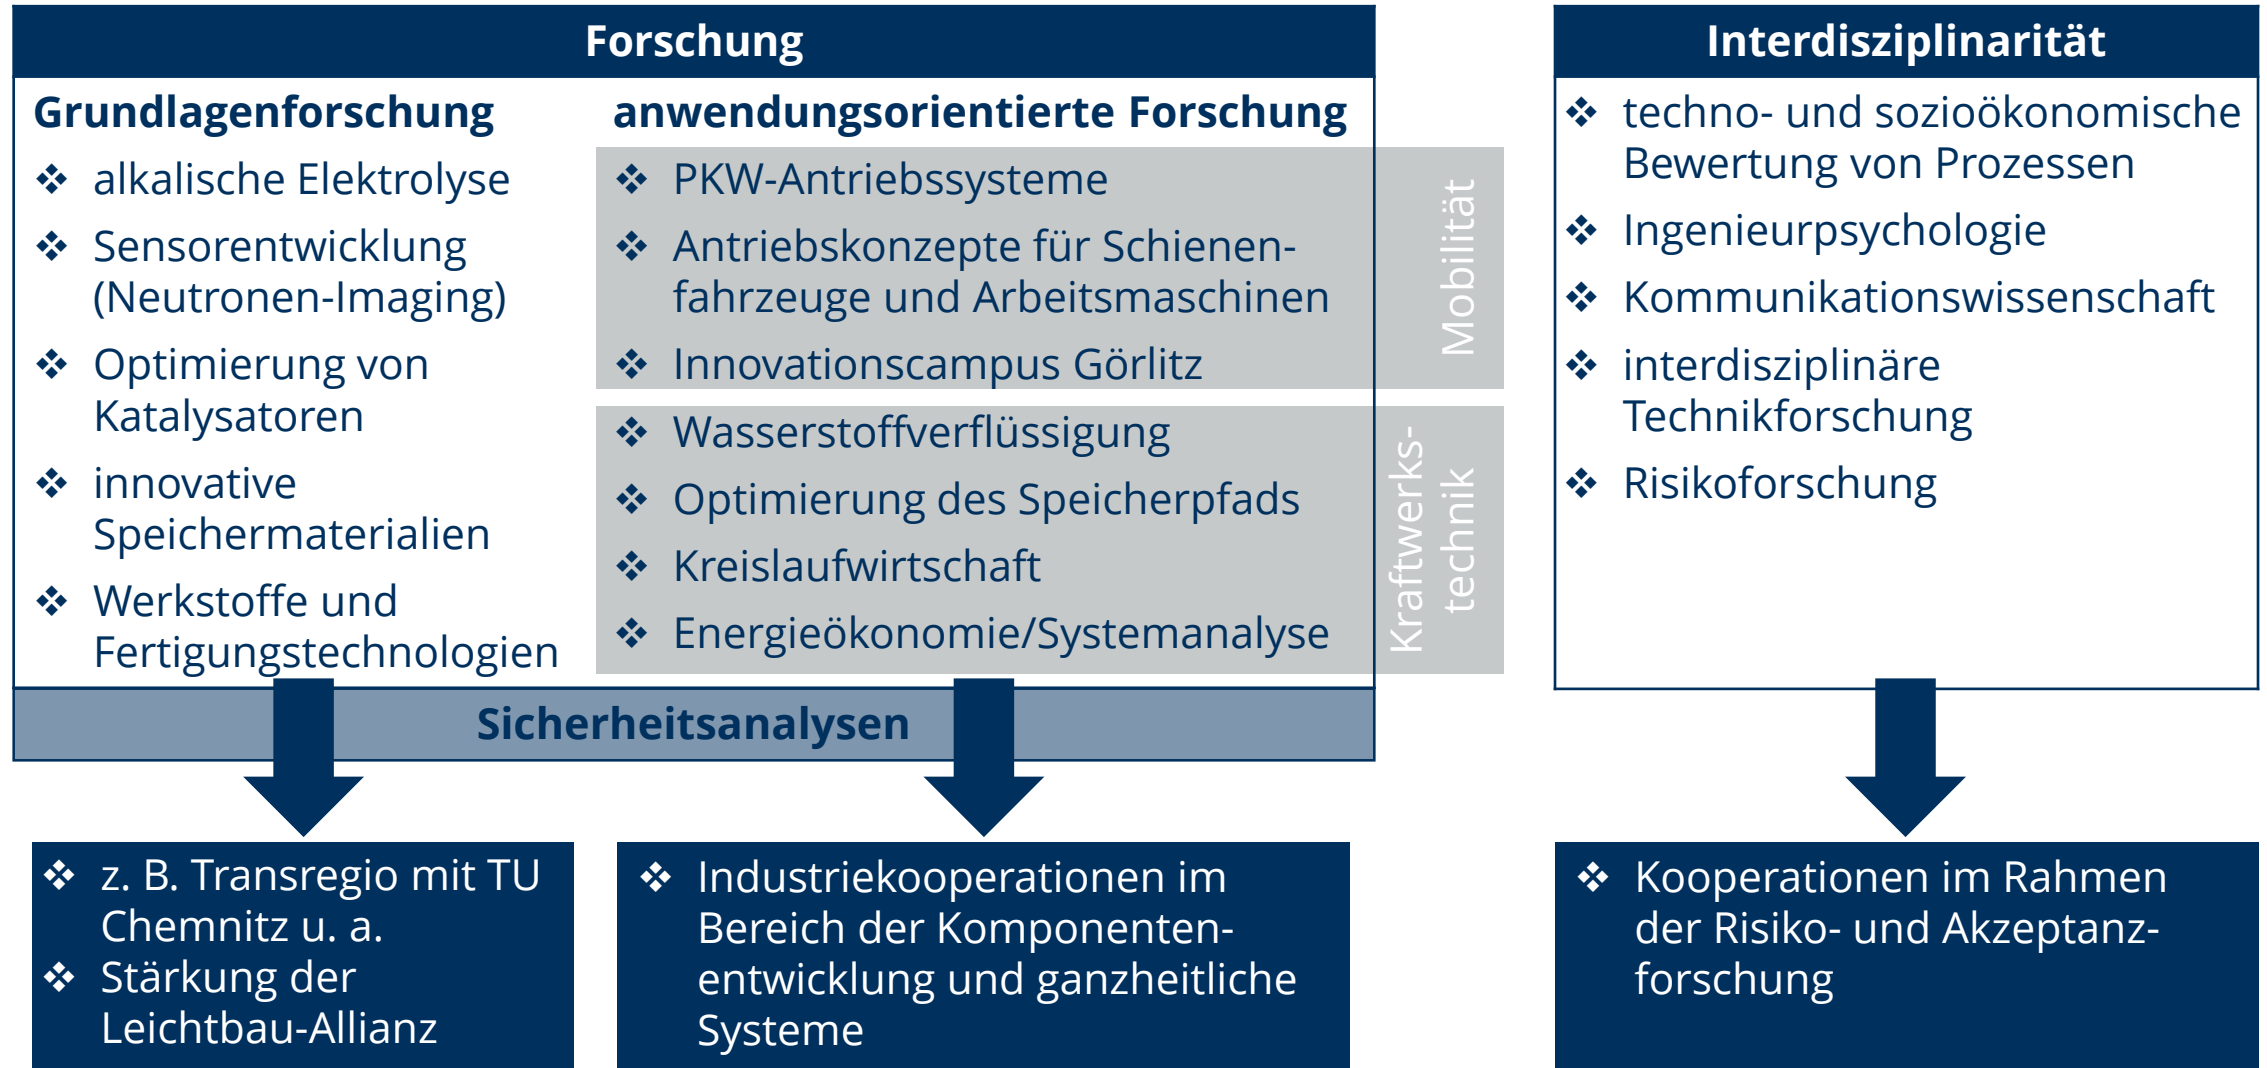 Forschung
Grundlagenforschung
❖ alkalische Elektrolyse
❖ Sensorentwicklung
(Neutronen-Imaging)
❖ Optimierung von
Katalysatoren
❖ innovative
Speichermaterialien
❖ Werkstoffe und
Fertigungstechnologien
anwendungsorientierte Forschung
❖ PKW-Antriebssysteme
❖ Antriebskonzepte für Schienen-
fahrzeuge und Arbeitsmaschinen
❖ Innovationscampus Görlitz
Mobilität
❖ Wasserstoffverflüssigung
❖ Optimierung des Speicherpfads
❖ Kreislaufwirtschaft
❖ Energieökonomie/Systemanalyse
Kraftwerks-
technik
Sicherheitsanalysen
❖ z. B. Transregio mit TU
Chemnitz u. a.
❖ Stärkung der
Leichtbau-Allianz
❖ Industriekooperationen im
Bereich der Komponenten-
entwicklung und ganzheitliche
Systeme
Interdisziplinarität
❖ techno- und sozioökonomische
Bewertung von Prozessen
❖ Ingenieurpsychologie
❖ Kommunikationswissenschaft
❖ interdisziplinäre
Technikforschung
❖ Risikoforschung
❖ Kooperationen im Rahmen
der Risiko- und Akzeptanz-
forschung